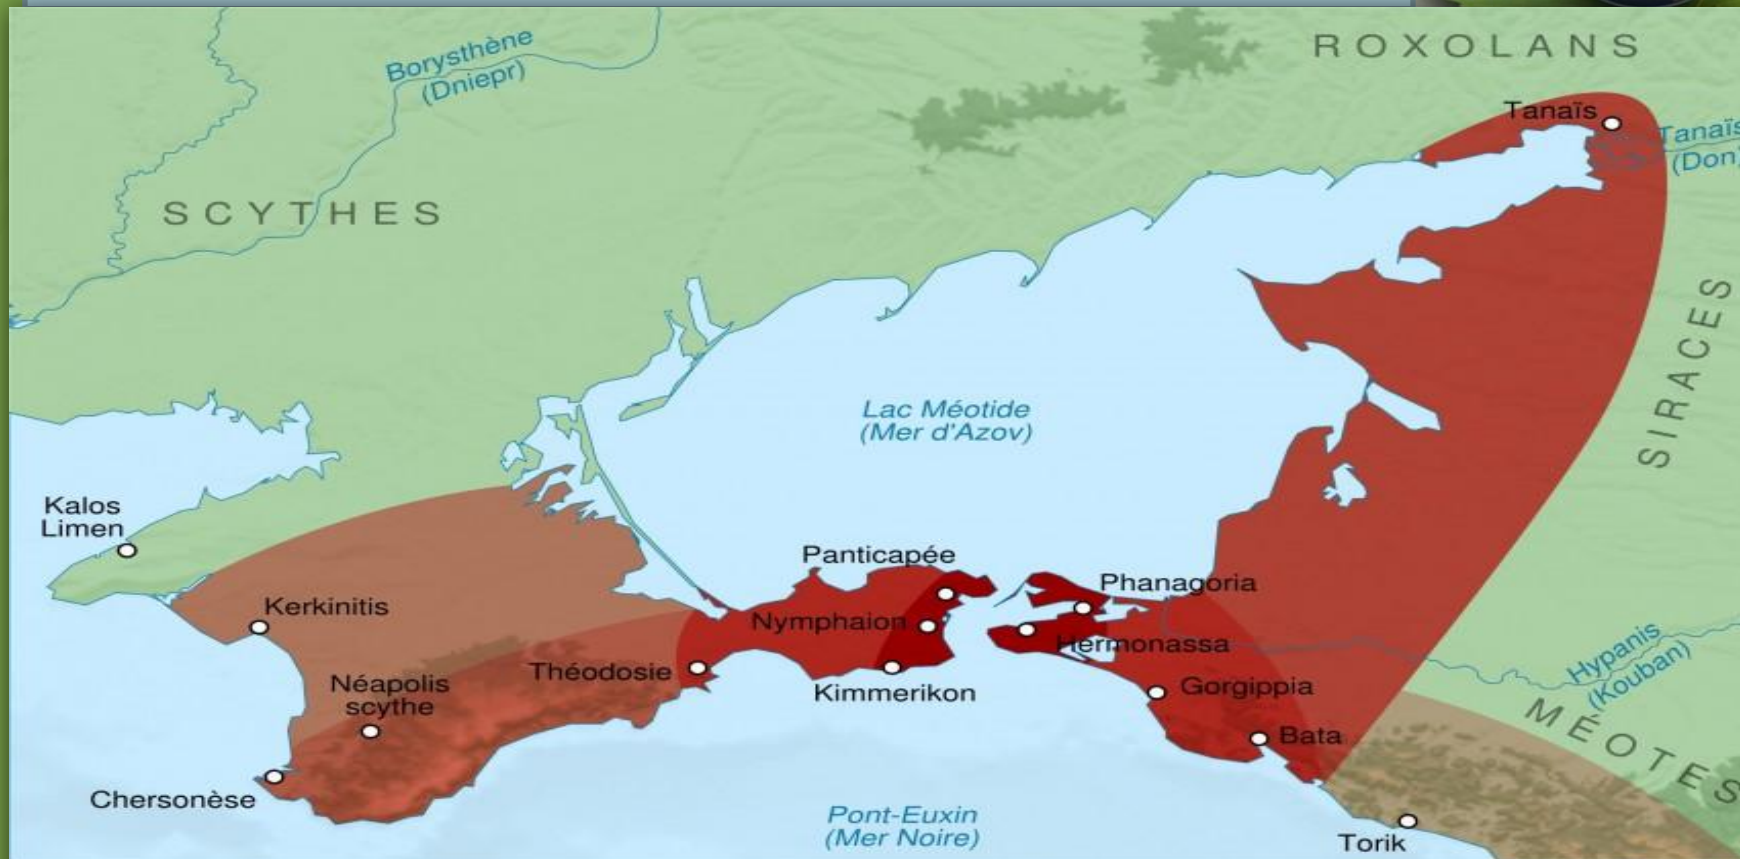 ROXOLANS
Borysthène
(Dniepr)
Tanaïs
Tanaïs
(Don)
SCYTHES
SIRACES
Lac Méotide
(Mer d'Azov)
Kalos
Limen
Panticapée
Phanagoria
Kerkinitis
Nymphaion
Hermonassa
Théodosie
Hypanis
(Kouban)
Néapolis
scythe
Kimmerikon
Gorgippia
MÉOTES
Bata
Chersonèse
Pont-Euxin
(Mer Noire)
Torik